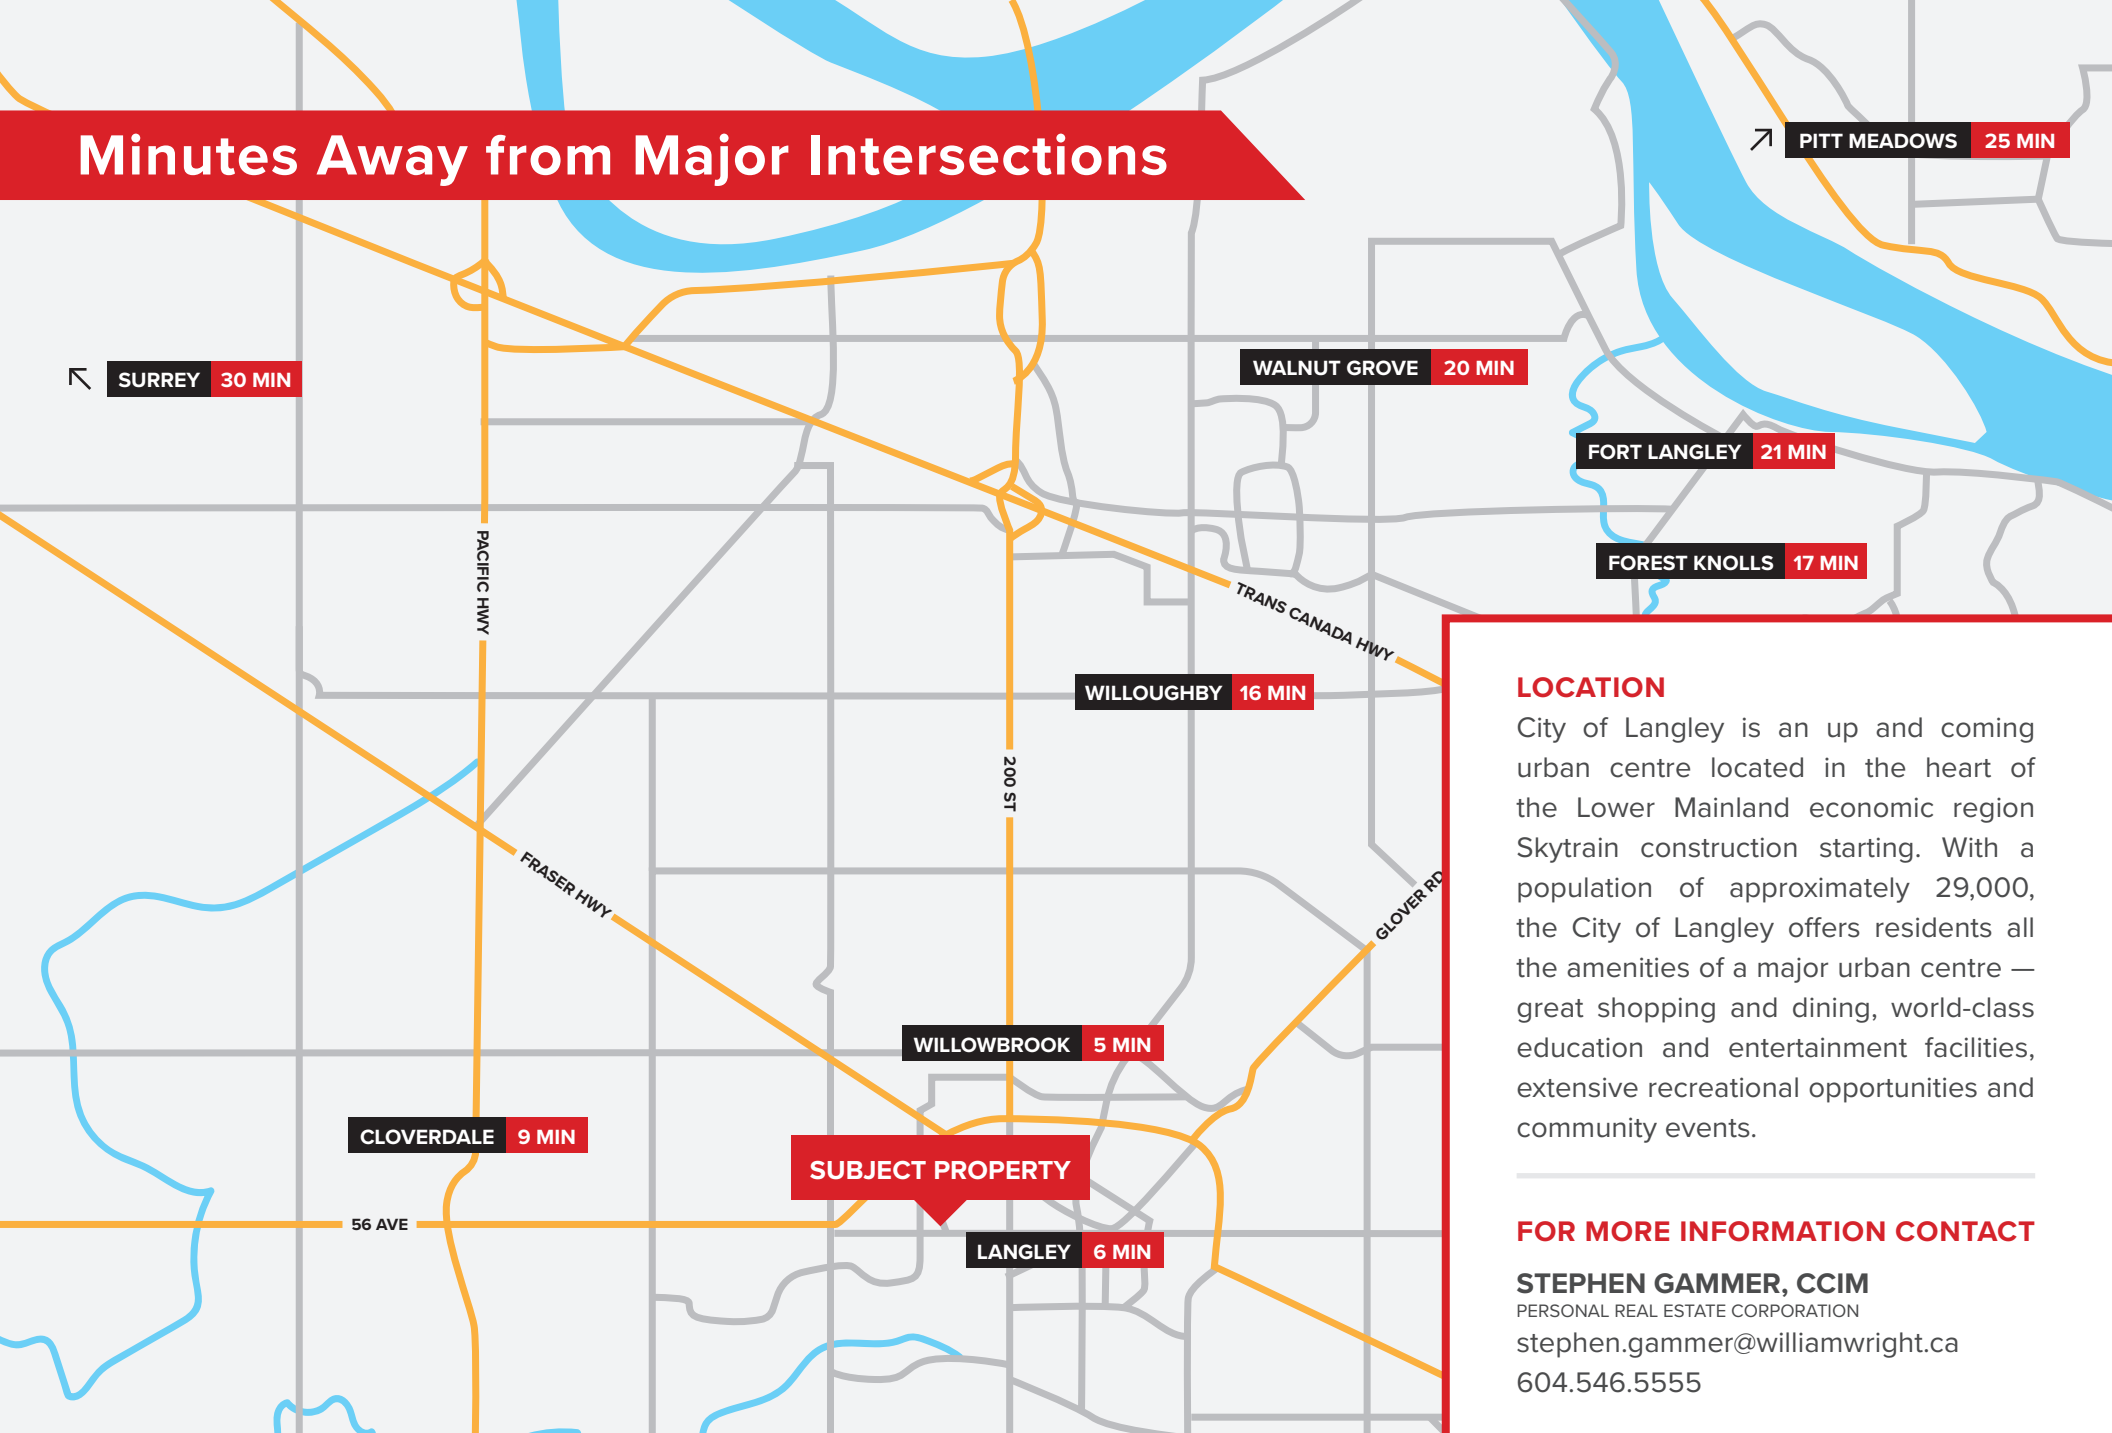 Minutes Away from Major Intersections
PITT MEADOWS 25 MIN
SURREY 30 MIN
WALNUT GROVE 20 MIN
FORT LANGLEY 21 MIN
FOREST KNOLLS 17 MIN
PACIFIC HWY
TRANS CANADA HWY
WILLOUGHBY 16 MIN
200 ST
FRASER HWY
GLOVER RD
WILLOWBROOK 5 MIN
CLOVERDALE 9 MIN
SUBJECT PROPERTY
56 AVE
LANGLEY 6 MIN
LOCATION
City of Langley is an up and coming
urban centre located in the heart of
the Lower Mainland economic region
Skytrain construction starting. With a
population of approximately 29,000,
the City of Langley offers residents all
the amenities of a major urban centre —
great shopping and dining, world-class
education and entertainment facilities,
extensive recreational opportunities and
community events.
FOR MORE INFORMATION CONTACT
STEPHEN GAMMER, CCIM
PERSONAL REAL ESTATE CORPORATION
stephen.gammer@williamwright.ca
604.546.5555